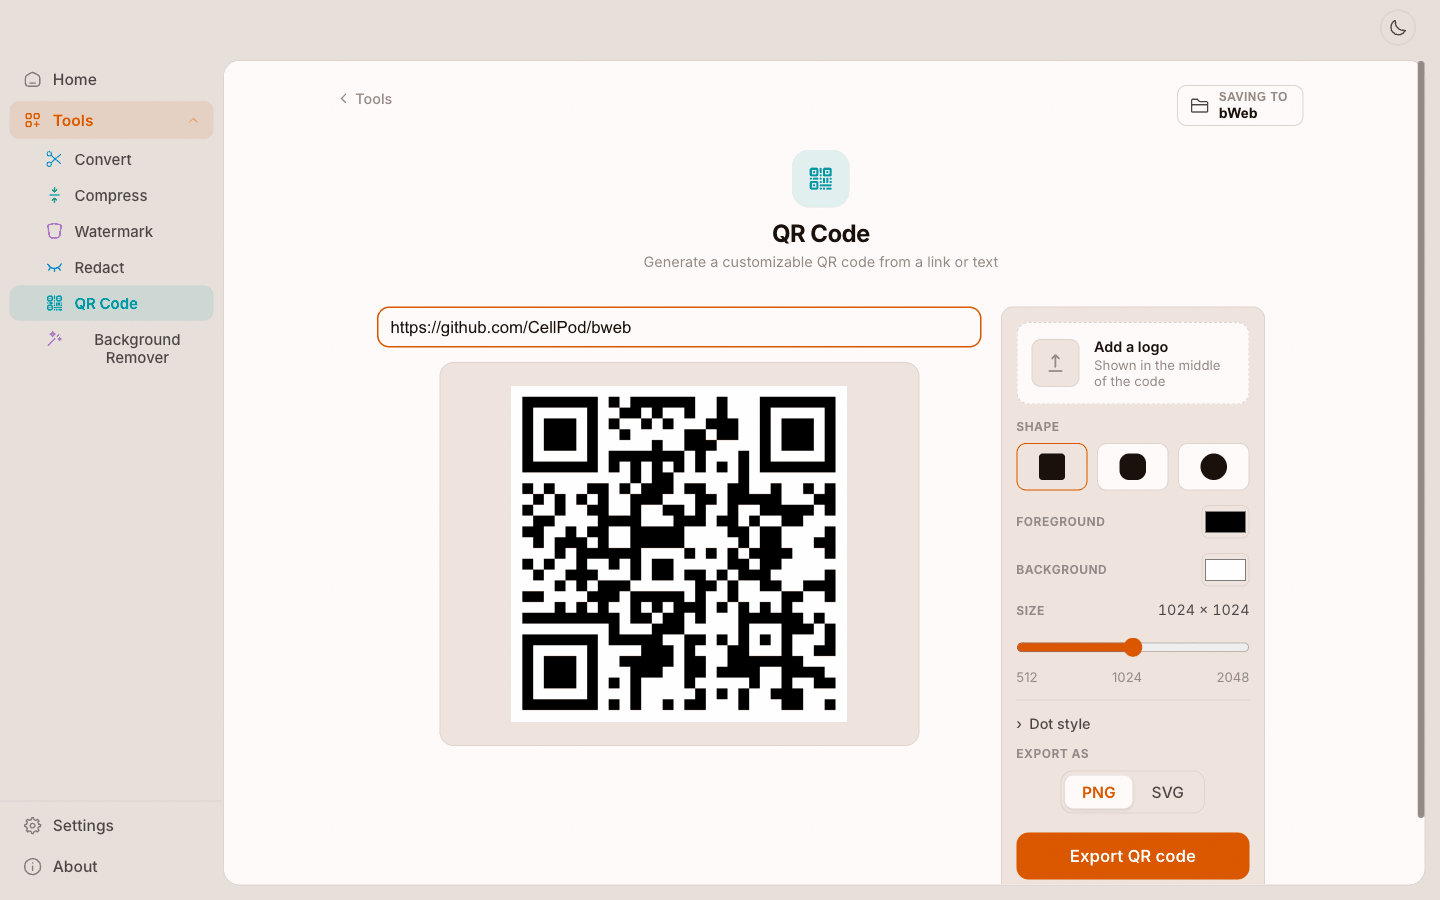 Home
Tools
Convert
Compress
Watermark
Redact
QR Code
Background
Remover
Settings
About
Tools
SAVING TO
bWeb
QR Code
Generate a customizable QR code from a link or text
https://github.com/CellPod/bweb
Add a logo
Shown in the middle
of the code
SHAPE
FOREGROUND
BACKGROUND
SIZE 1024 × 1024
512 1024 2048
Dot style
EXPORT AS
PNG SVG
Export QR code